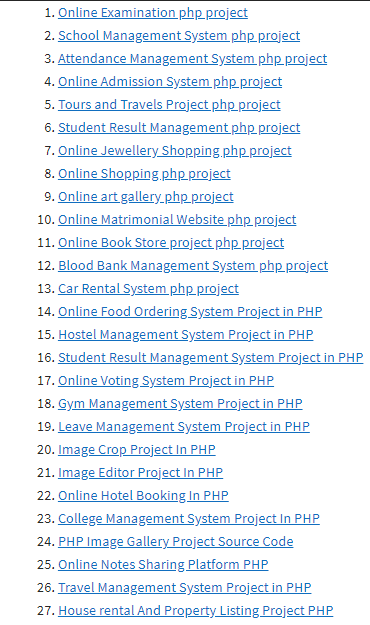 1. Online Examination php project
2. School Management System php project
3. Attendance Management System php project
4. Online Admission System php project
5. Tours and Travels Project php project
6. Student Result Management php project
7. Online Jewellery Shopping php project
8. Online Shopping php project
9. Online art gallery php project
10. Online Matrimonial Website php project
11. Online Book Store project php project
12. Blood Bank Management System php project
13. Car Rental System php project
14. Online Food Ordering System Project in PHP
15. Hostel Management System Project in PHP
16. Student Result Management System Project in PHP
17. Online Voting System Project in PHP
18. Gym Management System Project in PHP
19. Leave Management System Project in PHP
20. Image Crop Project In PHP
21. Image Editor Project In PHP
22. Online Hotel Booking In PHP
23. College Management System Project In PHP
24. PHP Image Gallery Project Source Code
25. Online Notes Sharing Platform PHP
26. Travel Management System Project in PHP
27. House rental And Property Listing Project PHP